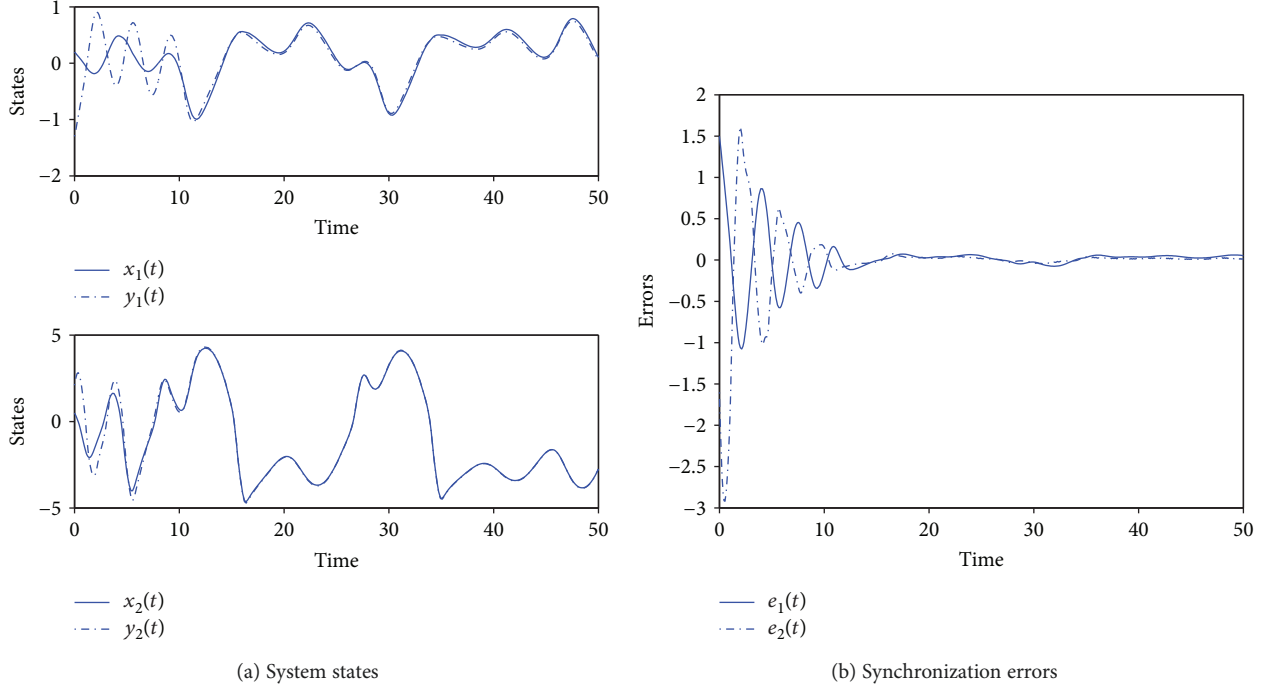 1
0
−1
−2
States
0
10
20
30
40
50
Time
x1(t)
y1(t)
5
0
−5
States
0
10
20
30
40
50
Time
x2(t)
y2(t)
(a) System states
2
1.5
1
0.5
0
−0.5
−1
−1.5
−2
−2.5
−3
Errors
0
10
20
30
40
50
Time
e1(t)
e2(t)
(b) Synchronization errors